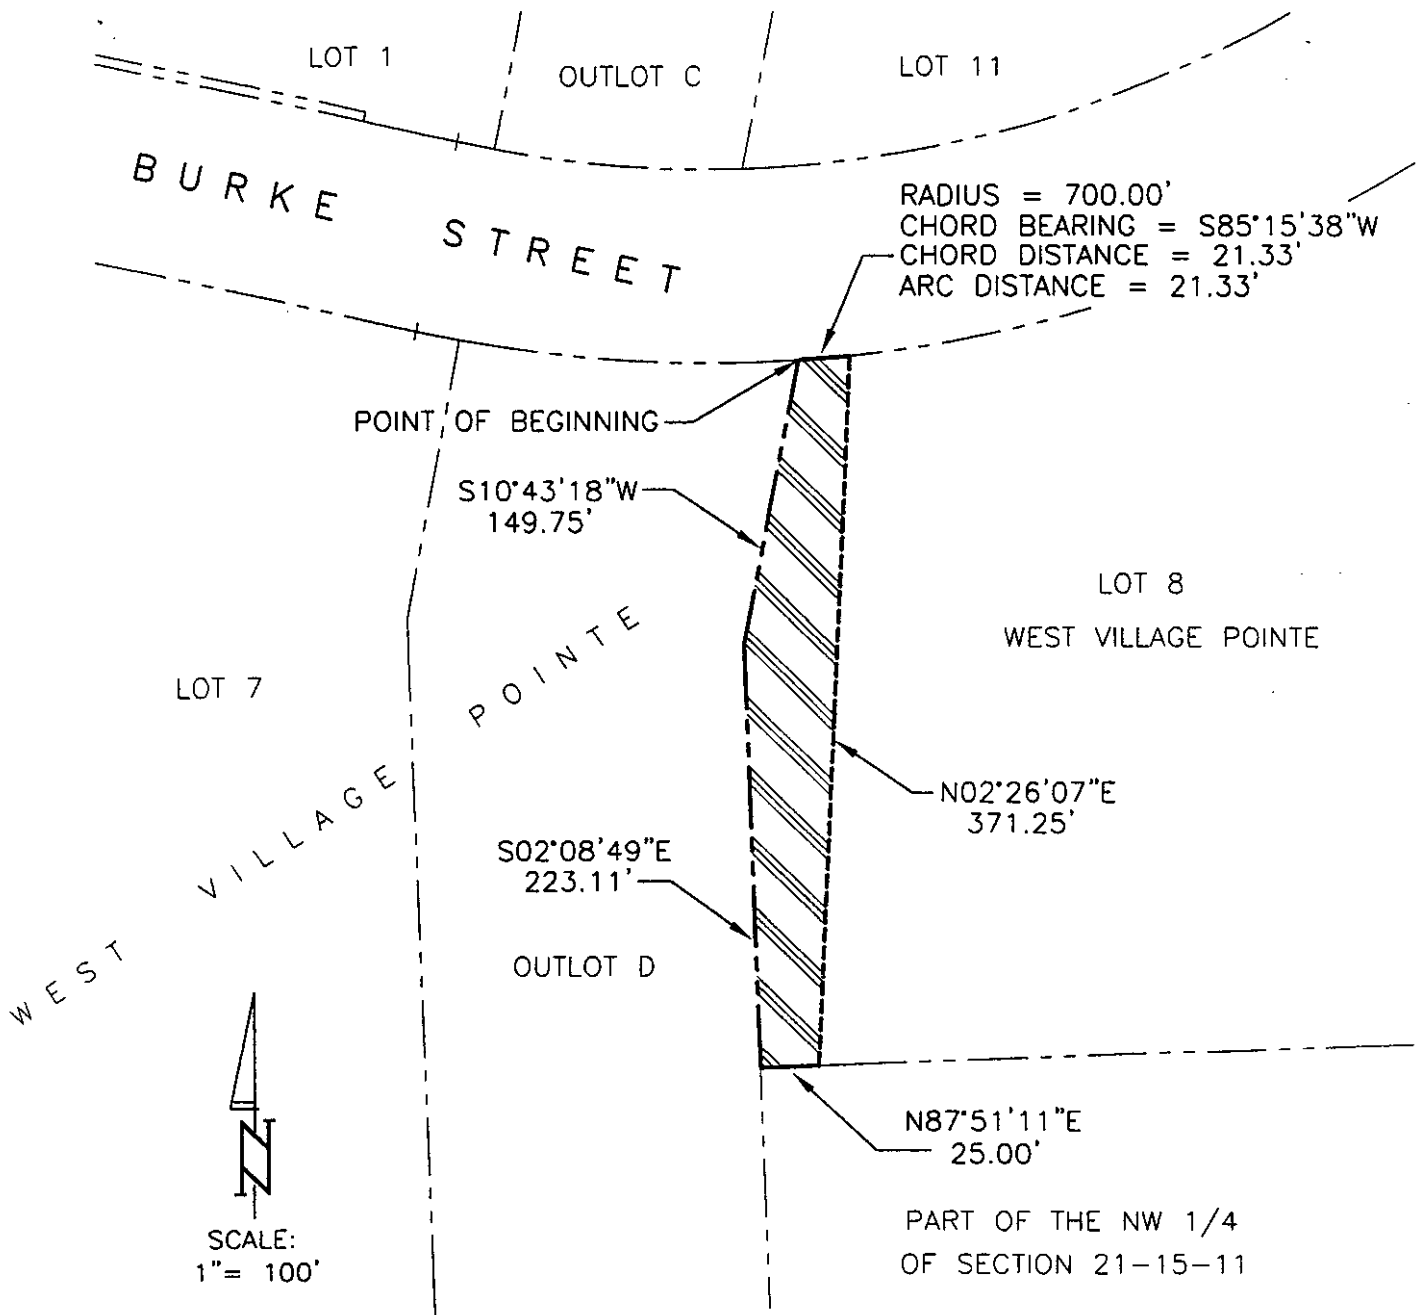 LOT 1
OUTLOT C
LOT 11
BURKE STREET
RADIUS = 700.00'
CHORD BEARING = S85°15'38"W
CHORD DISTANCE = 21.33'
ARC DISTANCE = 21.33'
POINT OF BEGINNING
S10°43'18"W
149.75'
LOT 8
WEST VILLAGE POINTE
LOT 7
WEST VILLAGE POINTE
N02°26'07"E
371.25'
S02°08'49"E
223.11'
OUTLOT D
N87°51'11"E
25.00'
N
SCALE:
1"= 100'
PART OF THE NW 1/4
OF SECTION 21-15-11